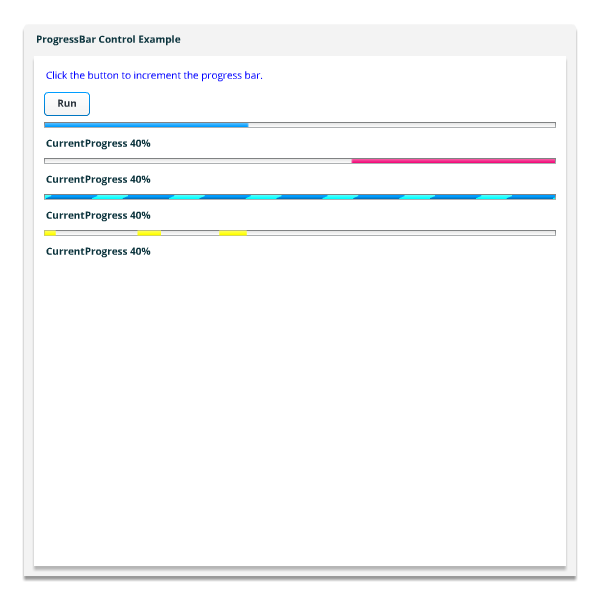 ProgressBar Control Example
Click the button to increment the progress bar.
Run
CurrentProgress 40%
CurrentProgress 40%
CurrentProgress 40%
CurrentProgress 40%